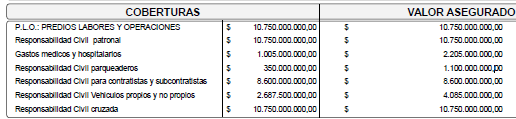 COBERTURAS VALOR ASEGURADO
P.L.O.: PREDIOS LABORES Y OPERACIONES $ 10.750.000.000,00 $ 10.750.000.000,00
Responsabilidad Civil patronal $ 10.750.000.000,00 $ 10.750.000.000,00
Gastos medicos y hospitalarios $ 1.005.000.000,00 $ 2.205.000.000,00
Responsabilidad Civil parqueaderos $ 350.000.000,00 $ 1.100.000.000,00
Responsabilidad Civil para contratistas y subcontratistas $ 8.600.000.000,00 $ 8.600.000.000,00
Responsabilidad Civil Vehiculos propios y no propios $ 2.687.500.000,00 $ 4.085.000.000,00
Responsabilidad Civil cruzada $ 10.750.000.000,00 $ 10.750.000.000,00